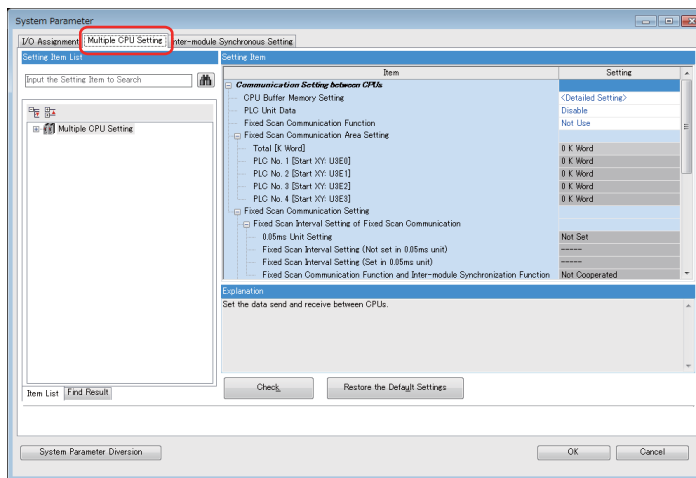 System Parameter
I/O Assignment Multiple CPU Setting Inter-module Synchronous Setting
Setting Item List
Input the Setting Item to Search
Multiple CPU Setting
Item List Find Result
Setting Item
Item Setting
Communication Setting between CPUs
CPU Buffer Memory Setting <Detailed Setting>
PLC Unit Data Disable
Fixed Scan Communication Function Not Use
Fixed Scan Communication Area Setting
Total [K Word] 0 K Word
PLC No. 1 [Start XY: U3E0] 0 K Word
PLC No. 2 [Start XY: U3E1] 0 K Word
PLC No. 3 [Start XY: U3E2] 0 K Word
PLC No. 4 [Start XY: U3E3] 0 K Word
Fixed Scan Communication Setting
Fixed Scan Interval Setting of Fixed Scan Communication
0.05ms Unit Setting Not Set
Fixed Scan Interval Setting (Not set in 0.05ms unit) -----
Fixed Scan Interval Setting (Set in 0.05ms unit) -----
Fixed Scan Communication Function and Inter-module Synchronization Function Not Cooperated
Explanation
Set the data send and receive between CPUs.
Check Restore the Default Settings
System Parameter Diversion OK Cancel